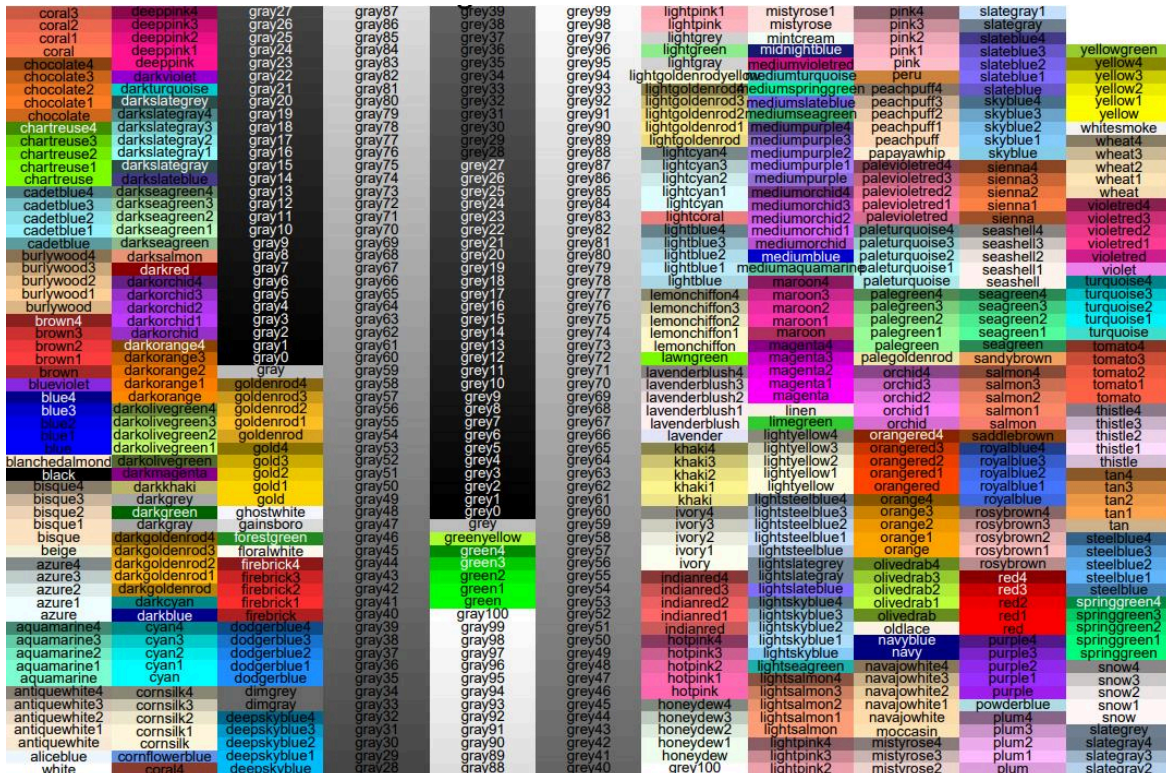 coral3
coral2
coral1
coral
chocolate4
chocolate3
chocolate2
chocolate1
chocolate
chartreuse4
chartreuse3
chartreuse2
chartreuse1
chartreuse
cadetblue4
cadetblue3
cadetblue2
cadetblue1
cadetblue
burlywood4
burlywood3
burlywood2
burlywood1
burlywood
brown4
brown3
brown2
brown1
brown
blueviolet
blue4
blue3
blue2
blue1
blue
blanchedalmond
black
bisque4
bisque3
bisque2
bisque1
bisque
beige
azure4
azure3
azure2
azure1
azure
aquamarine4
aquamarine3
aquamarine2
aquamarine1
aquamarine
antiquewhite4
antiquewhite3
antiquewhite2
antiquewhite1
antiquewhite
aliceblue
white
deeppink4
deeppink3
deeppink2
deeppink1
deeppink
darkviolet
darkturquoise
darkslategrey
darkslategray4
darkslategray3
darkslategray2
darkslategray1
darkslategray
darkslateblue
darkseagreen4
darkseagreen3
darkseagreen2
darkseagreen1
darkseagreen
darksalmon
darkred
darkorchid4
darkorchid3
darkorchid2
darkorchid1
darkorchid
darkorange4
darkorange3
darkorange2
darkorange1
darkorange
darkolivegreen4
darkolivegreen3
darkolivegreen2
darkolivegreen1
darkolivegreen
darkmagenta
darkkhaki
darkgrey
darkgreen
darkgray
darkgoldenrod4
darkgoldenrod3
darkgoldenrod2
darkgoldenrod1
darkgoldenrod
darkcyan
darkblue
cyan4
cyan3
cyan2
cyan1
cyan
cornsilk4
cornsilk3
cornsilk2
cornsilk1
cornsilk
cornflowerblue
coral4
gray27
gray26
gray25
gray24
gray23
gray22
gray21
gray20
gray19
gray18
gray17
gray16
gray15
gray14
gray13
gray12
gray11
gray10
gray9
gray8
gray7
gray6
gray5
gray4
gray3
gray2
gray1
gray0
gray
goldenrod4
goldenrod3
goldenrod2
goldenrod1
goldenrod
gold4
gold3
gold2
gold1
gold
ghostwhite
gainsboro
forestgreen
floralwhite
firebrick4
firebrick3
firebrick2
firebrick1
firebrick
dodgerblue4
dodgerblue3
dodgerblue2
dodgerblue1
dodgerblue
dimgrey
dimgray
deepskyblue4
deepskyblue3
deepskyblue2
deepskyblue1
deepskyblue
gray87
gray86
gray85
gray84
gray83
gray82
gray81
gray80
gray79
gray78
gray77
gray76
gray75
gray74
gray73
gray72
gray71
gray70
gray69
gray68
gray67
gray66
gray65
gray64
gray63
gray62
gray61
gray60
gray59
gray58
gray57
gray56
gray55
gray54
gray53
gray52
gray51
gray50
gray49
gray48
gray47
gray46
gray45
gray44
gray43
gray42
gray41
gray40
gray39
gray38
gray37
gray36
gray35
gray34
gray33
gray32
gray31
gray30
gray29
gray28
grey39
grey38
grey37
grey36
grey35
grey34
grey33
grey32
grey31
grey30
grey29
grey28
grey27
grey26
grey25
grey24
grey23
grey22
grey21
grey20
grey19
grey18
grey17
grey16
grey15
grey14
grey13
grey12
grey11
grey10
grey9
grey8
grey7
grey6
grey5
grey4
grey3
grey2
grey1
grey0
grey
greenyellow
green4
green3
green2
green1
green
gray100
gray99
gray98
gray97
gray96
gray95
gray94
gray93
gray92
gray91
gray90
gray89
gray88
grey99
grey98
grey97
grey96
grey95
grey94
grey93
grey92
grey91
grey90
grey89
grey88
grey87
grey86
grey85
grey84
grey83
grey82
grey81
grey80
grey79
grey78
grey77
grey76
grey75
grey74
grey73
grey72
grey71
grey70
grey69
grey68
grey67
grey66
grey65
grey64
grey63
grey62
grey61
grey60
grey59
grey58
grey57
grey56
grey55
grey54
grey53
grey52
grey51
grey50
grey49
grey48
grey47
grey46
grey45
grey44
grey43
grey42
grey41
grey40
lightpink1
lightpink
lightgrey
lightgreen
lightgray
lightgoldenrodyellow
lightgoldenrod4
lightgoldenrod3
lightgoldenrod2
lightgoldenrod1
lightgoldenrod
lightcyan4
lightcyan3
lightcyan2
lightcyan1
lightcyan
lightcoral
lightblue4
lightblue3
lightblue2
lightblue1
lightblue
lemonchiffon4
lemonchiffon3
lemonchiffon2
lemonchiffon1
lemonchiffon
lawngreen
lavenderblush4
lavenderblush3
lavenderblush2
lavenderblush1
lavenderblush
lavender
khaki4
khaki3
khaki2
khaki1
khaki
ivory4
ivory3
ivory2
ivory1
ivory
indianred4
indianred3
indianred2
indianred1
indianred
hotpink4
hotpink3
hotpink2
hotpink1
hotpink
honeydew4
honeydew3
honeydew2
honeydew1
honeydew
grey100
mistyrose1
mistyrose
mintcream
midnightblue
mediumvioletred
mediumturquoise
mediumspringgreen
mediumslateblue
mediumseagreen
mediumpurple4
mediumpurple3
mediumpurple2
mediumpurple1
mediumpurple
mediumorchid4
mediumorchid3
mediumorchid2
mediumorchid1
mediumorchid
mediumblue
mediumaquamarine
maroon4
maroon3
maroon2
maroon1
maroon
magenta4
magenta3
magenta2
magenta1
magenta
linen
limegreen
lightyellow4
lightyellow3
lightyellow2
lightyellow1
lightyellow
lightsteelblue4
lightsteelblue3
lightsteelblue2
lightsteelblue1
lightsteelblue
lightslategrey
lightslategray
lightslateblue
lightskyblue4
lightskyblue3
lightskyblue2
lightskyblue1
lightskyblue
lightseagreen
lightsalmon4
lightsalmon3
lightsalmon2
lightsalmon1
lightsalmon
lightpink4
lightpink3
lightpink2
pink4
pink3
pink2
pink1
pink
peru
peachpuff4
peachpuff3
peachpuff2
peachpuff1
peachpuff
papayawhip
palevioletred4
palevioletred3
palevioletred2
palevioletred1
palevioletred
paleturquoise4
paleturquoise3
paleturquoise2
paleturquoise1
paleturquoise
palegreen4
palegreen3
palegreen2
palegreen1
palegreen
palegoldenrod
orchid4
orchid3
orchid2
orchid1
orchid
orangered4
orangered3
orangered2
orangered1
orangered
orange4
orange3
orange2
orange1
orange
olivedrab4
olivedrab3
olivedrab2
olivedrab1
olivedrab
oldlace
navyblue
navy
navajowhite4
navajowhite3
navajowhite2
navajowhite1
navajowhite
moccasin
mistyrose4
mistyrose3
mistyrose2
slategray1
slategray
slateblue4
slateblue3
slateblue2
slateblue1
slateblue
skyblue4
skyblue3
skyblue2
skyblue1
skyblue
sienna4
sienna3
sienna2
sienna1
sienna
seashell4
seashell3
seashell2
seashell1
seashell
seagreen4
seagreen3
seagreen2
seagreen1
seagreen
sandybrown
salmon4
salmon3
salmon2
salmon1
salmon
saddlebrown
royalblue4
royalblue3
royalblue2
royalblue1
royalblue
rosybrown4
rosybrown3
rosybrown2
rosybrown1
rosybrown
red4
red3
red2
red1
red
purple4
purple3
purple2
purple1
purple
powderblue
plum4
plum3
plum2
plum1
plum
yellowgreen
yellow4
yellow3
yellow2
yellow1
yellow
whitesmoke
wheat4
wheat3
wheat2
wheat1
wheat
violetred4
violetred3
violetred2
violetred1
violetred
violet
turquoise4
turquoise3
turquoise2
turquoise1
turquoise
tomato4
tomato3
tomato2
tomato1
tomato
thistle4
thistle3
thistle2
thistle1
thistle
tan4
tan3
tan2
tan1
tan
steelblue4
steelblue3
steelblue2
steelblue1
steelblue
springgreen4
springgreen3
springgreen2
springgreen1
springgreen
snow4
snow3
snow2
snow1
snow
slategrey
slategray4
slategray3
slategray2